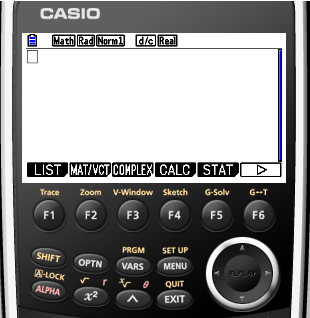 CASIO
Math Rad Norm1 d/c Real
LIST MAT/VCT COMPLEX CALC STAT ▷
Trace Zoom V-Window Sketch G-Solv G↔T
F1 F2 F3 F4 F5 F6
PRGM SET UP
SHIFT OPTN VARS MENU
REPLAY
A-LOCK √ r ˣ√ θ QUIT
ALPHA x² ^ EXIT